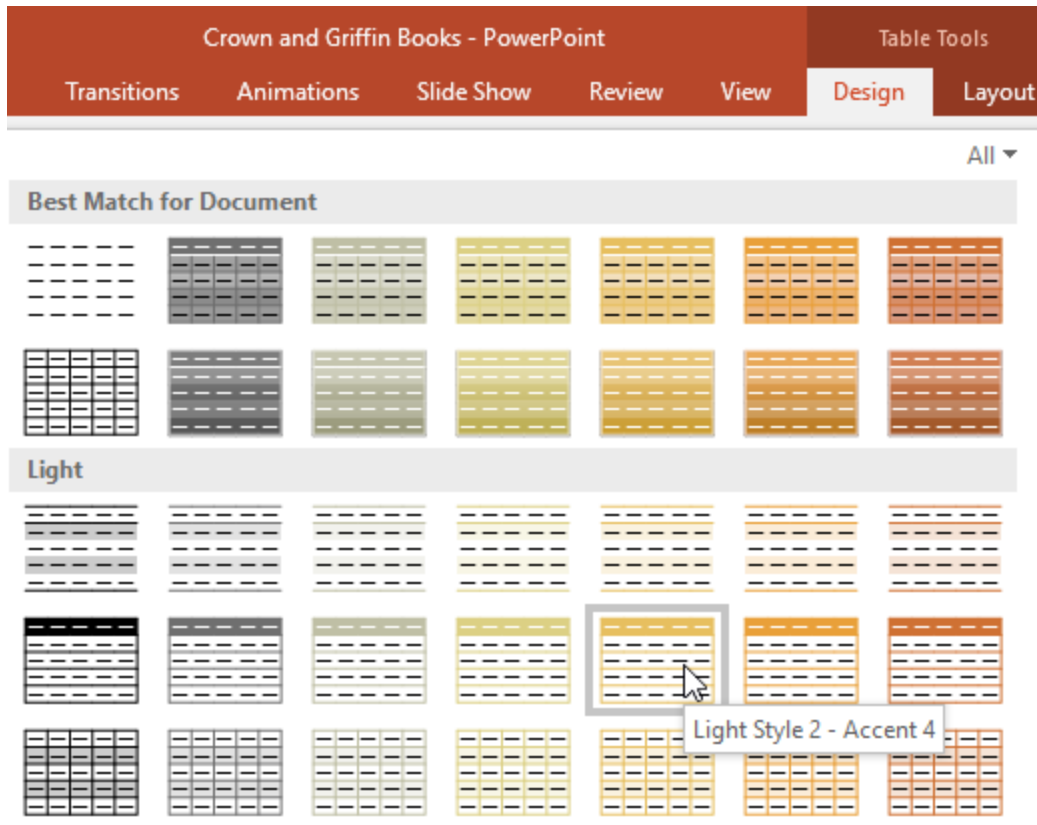 Crown and Griffin Books - PowerPoint Table Tools
Transitions Animations Slide Show Review View Design Layout
All
Best Match for Document
Light
Light Style 2 - Accent 4